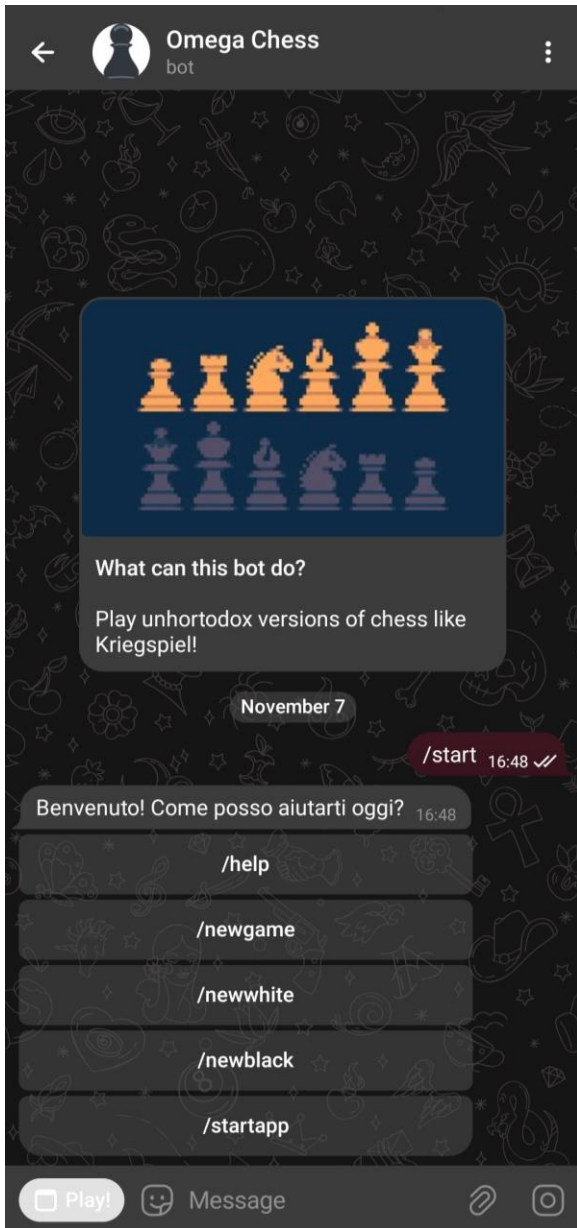 Omega Chess
bot
What can this bot do?
Play unhortodox versions of chess like
Kriegspiel!
November 7
/start 16:48
Benvenuto! Come posso aiutarti oggi? 16:48
/help
/newgame
/newwhite
/newblack
/startapp
Play! Message